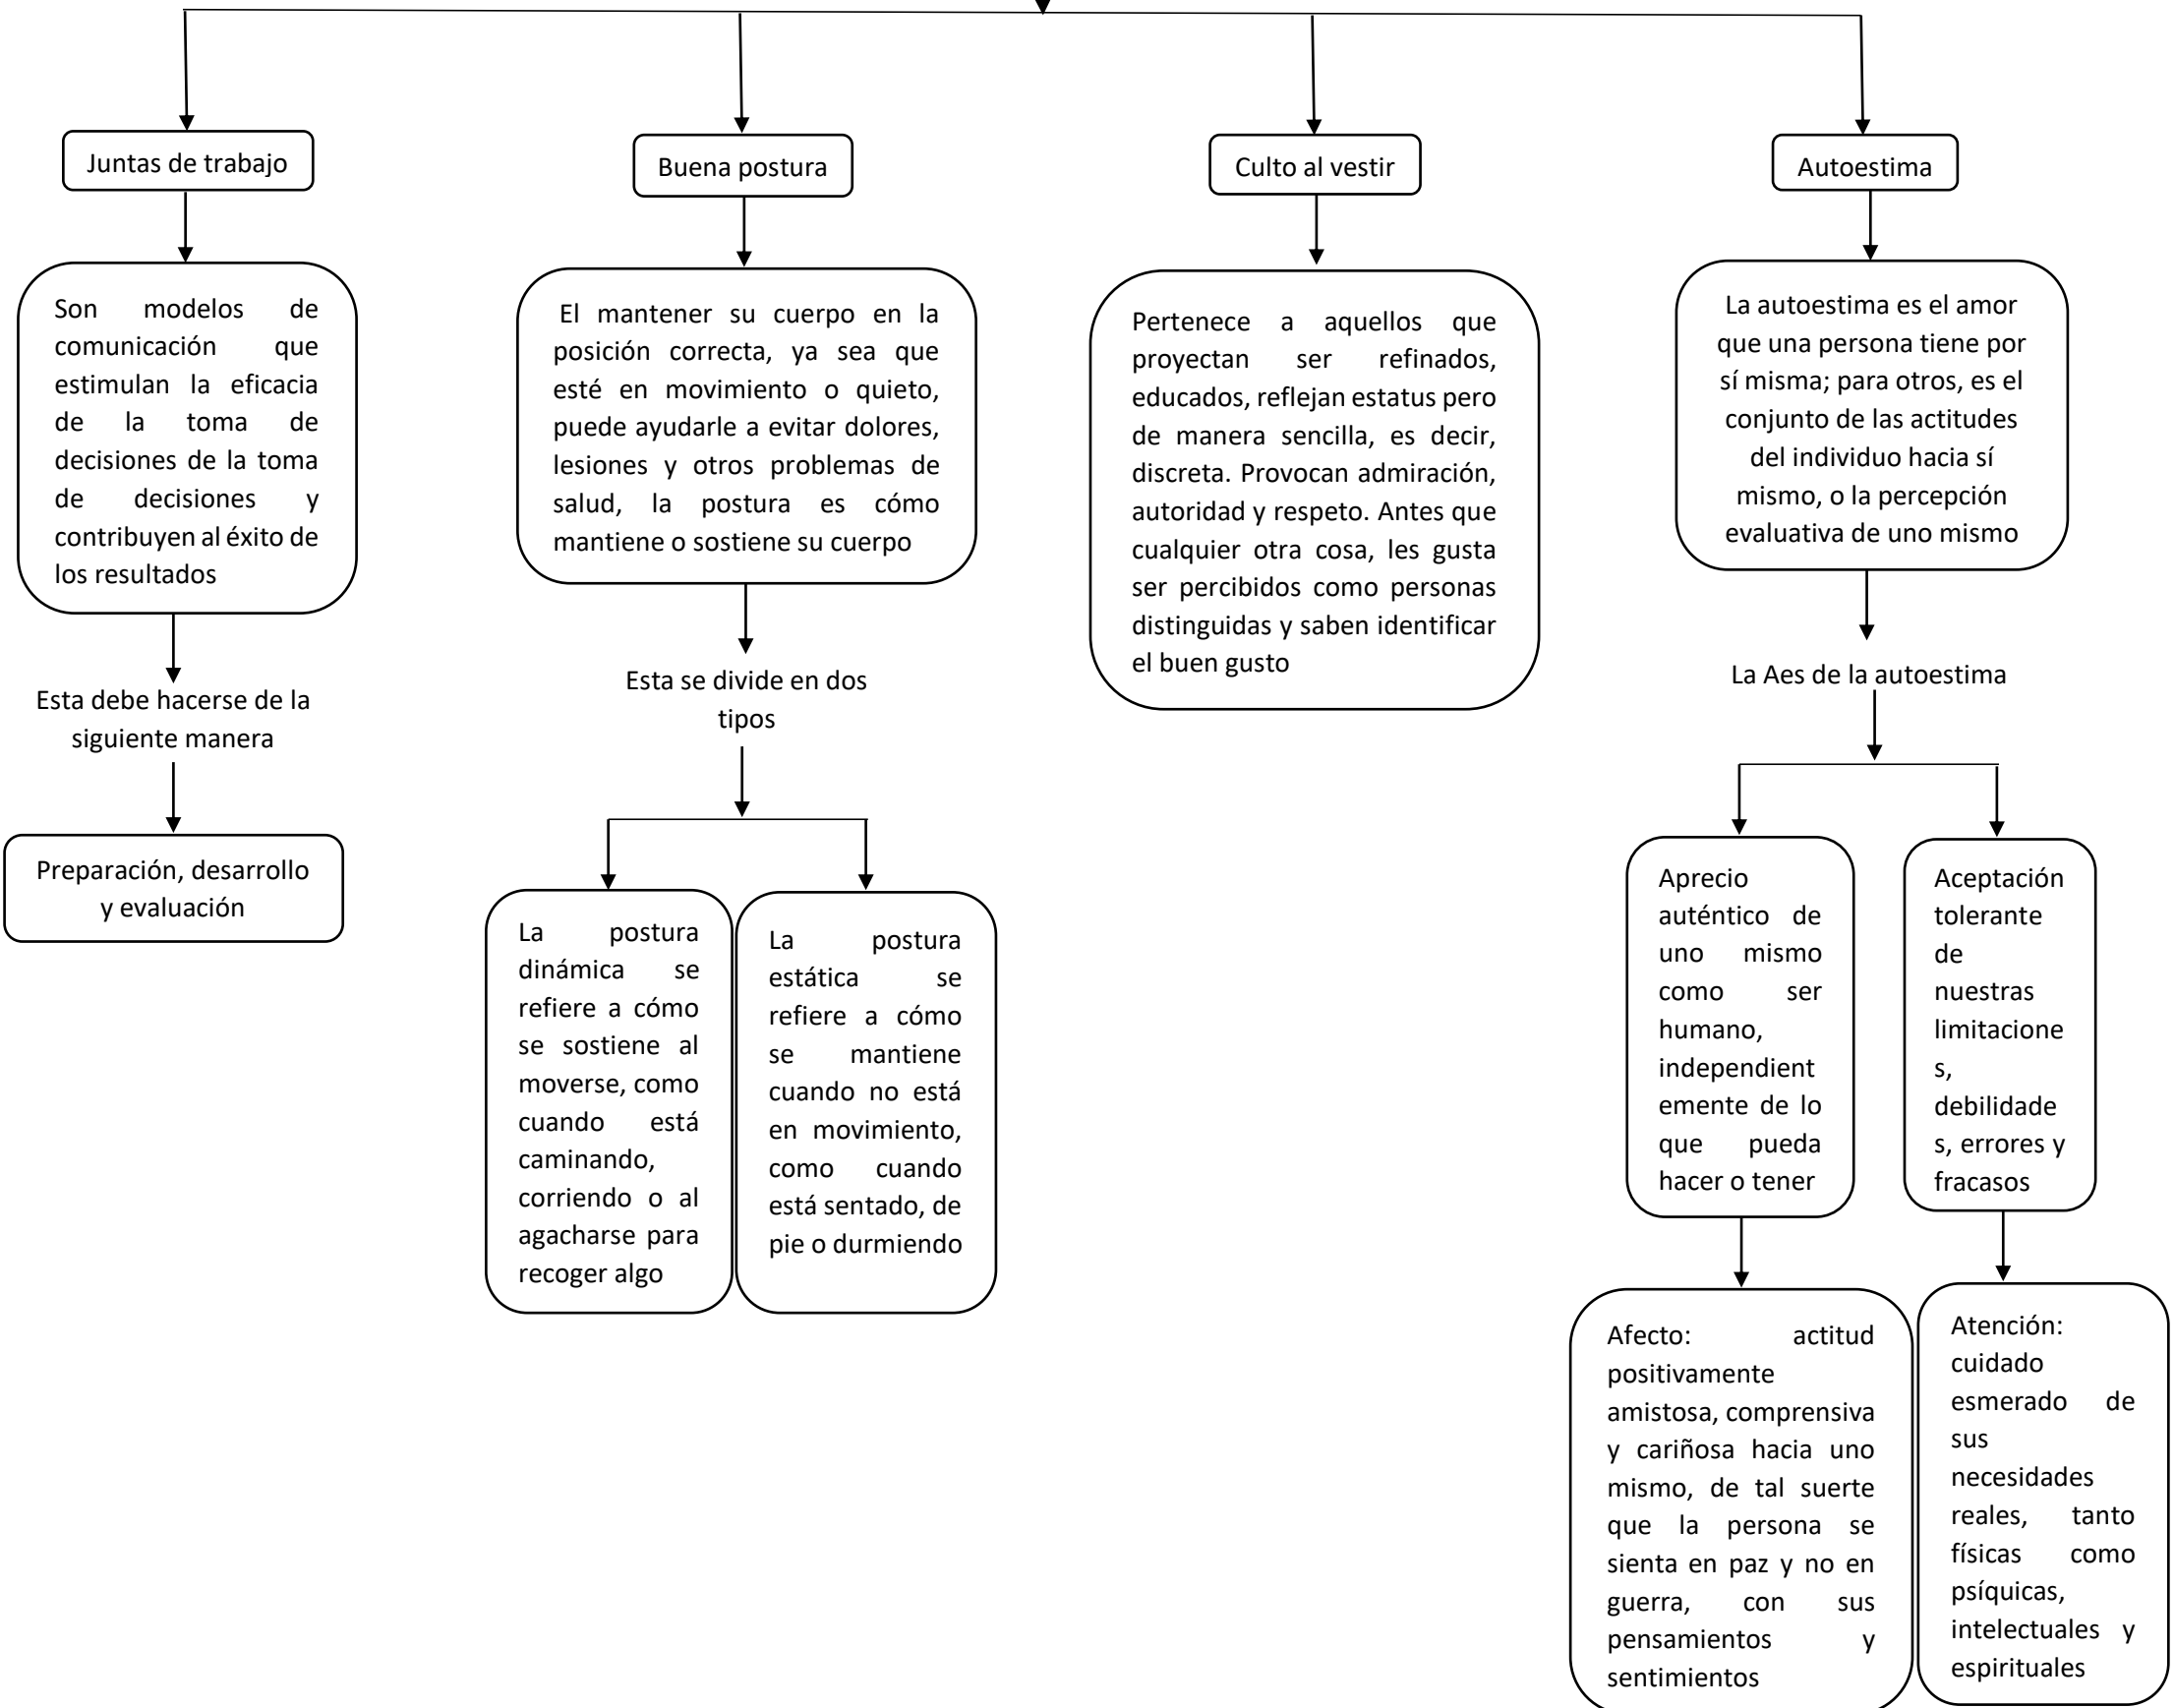 Juntas de trabajo
Son modelos de
comunicación que
estimulan la eficacia
de la toma de
decisiones de la toma
de decisiones y
contribuyen al éxito de
los resultados
Esta debe hacerse de la
siguiente manera
Preparación, desarrollo
y evaluación
Buena postura
El mantener su cuerpo en la
posición correcta, ya sea que
esté en movimiento o quieto,
puede ayudarle a evitar dolores,
lesiones y otros problemas de
salud, la postura es cómo
mantiene o sostiene su cuerpo
Esta se divide en dos
tipos
La postura
dinámica se
refiere a cómo
se sostiene al
moverse, como
cuando está
caminando,
corriendo o al
agacharse para
recoger algo
La postura
estática se
refiere a cómo
se mantiene
cuando no está
en movimiento,
como cuando
está sentado, de
pie o durmiendo
Culto al vestir
Pertenece a aquellos que
proyectan ser refinados,
educados, reflejan estatus pero
de manera sencilla, es decir,
discreta. Provocan admiración,
autoridad y respeto. Antes que
cualquier otra cosa, les gusta
ser percibidos como personas
distinguidas y saben identificar
el buen gusto
Autoestima
La autoestima es el amor
que una persona tiene por
sí misma; para otros, es el
conjunto de las actitudes
del individuo hacia sí
mismo, o la percepción
evaluativa de uno mismo
La Aes de la autoestima
Aprecio
auténtico de
uno mismo
como ser
humano,
independient
emente de lo
que pueda
hacer o tener
Aceptación
tolerante
de
nuestras
limitacione
s,
debilidade
s, errores y
fracasos
Afecto: actitud
positivamente
amistosa, comprensiva
y cariñosa hacia uno
mismo, de tal suerte
que la persona se
sienta en paz y no en
guerra, con sus
pensamientos y
sentimientos
Atención:
cuidado
esmerado de
sus
necesidades
reales, tanto
físicas como
psíquicas,
intelectuales y
espirituales